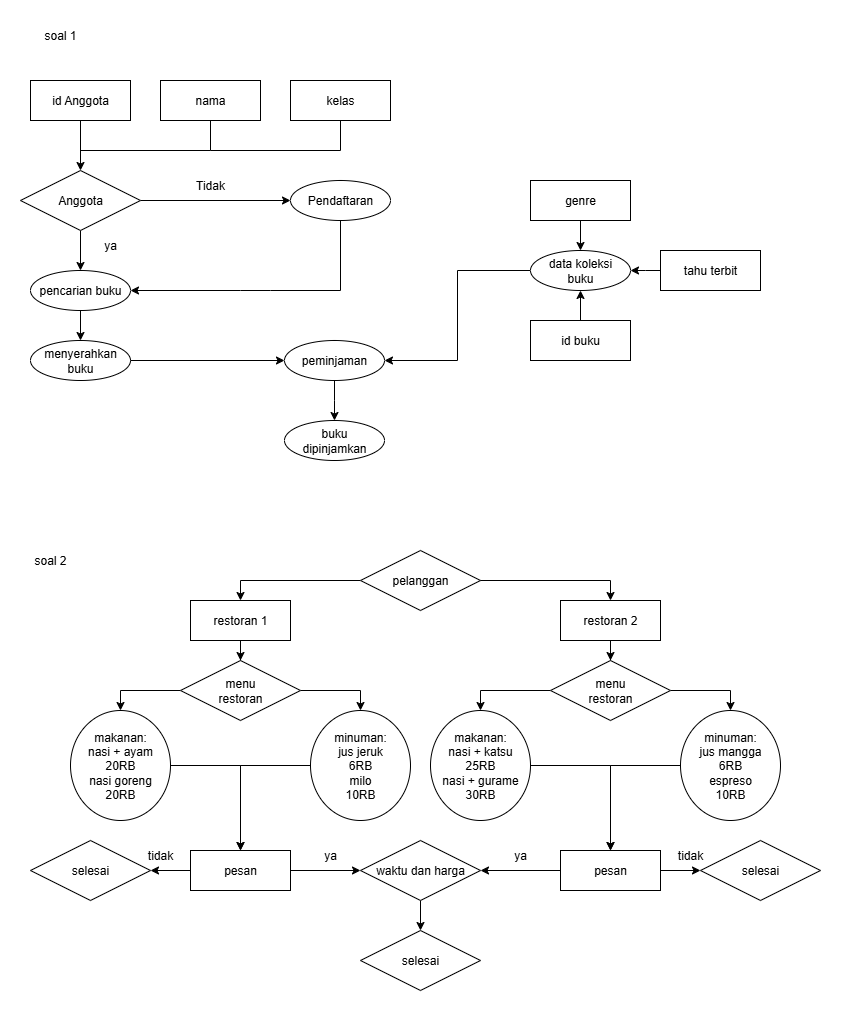 soal 1
id Anggota
nama
kelas
Anggota
Tidak
Pendaftaran
ya
pencarian buku
menyerahkan
buku
peminjaman
buku
dipinjamkan
genre
data koleksi
buku
tahu terbit
id buku
soal 2
pelanggan
restoran 1
restoran 2
menu
restoran
menu
restoran
makanan:
nasi + ayam
20RB
nasi goreng
20RB
minuman:
jus jeruk
6RB
milo
10RB
makanan:
nasi + katsu
25RB
nasi + gurame
30RB
minuman:
jus mangga
6RB
espreso
10RB
selesai
tidak
pesan
ya
waktu dan harga
ya
pesan
tidak
selesai
selesai